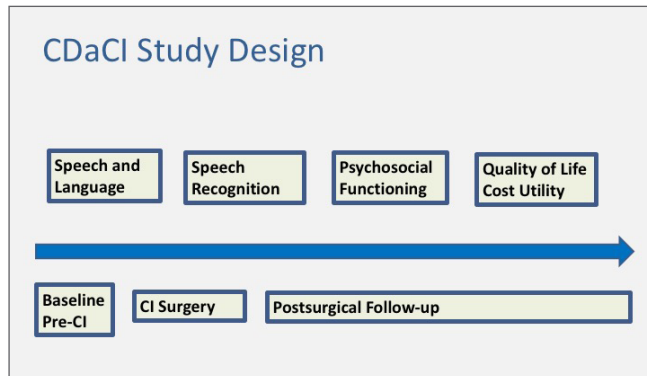 CDaCI Study Design
Speech and
Language
Speech
Recognition
Psychosocial
Functioning
Quality of Life
Cost Utility
Baseline
Pre-CI
CI Surgery
Postsurgical Follow-up